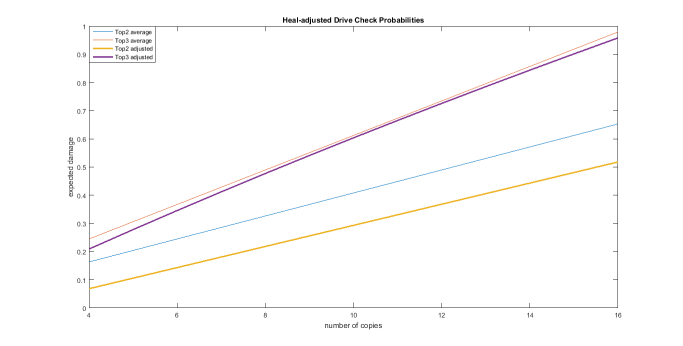 Heal-adjusted Drive Check Probabilities
Top2 average
Top3 average
Top2 adjusted
Top3 adjusted
1
0.9
0.8
0.7
0.6
0.5
0.4
0.3
0.2
0.1
0
expected damage
4
6
8
10
12
14
16
number of copies